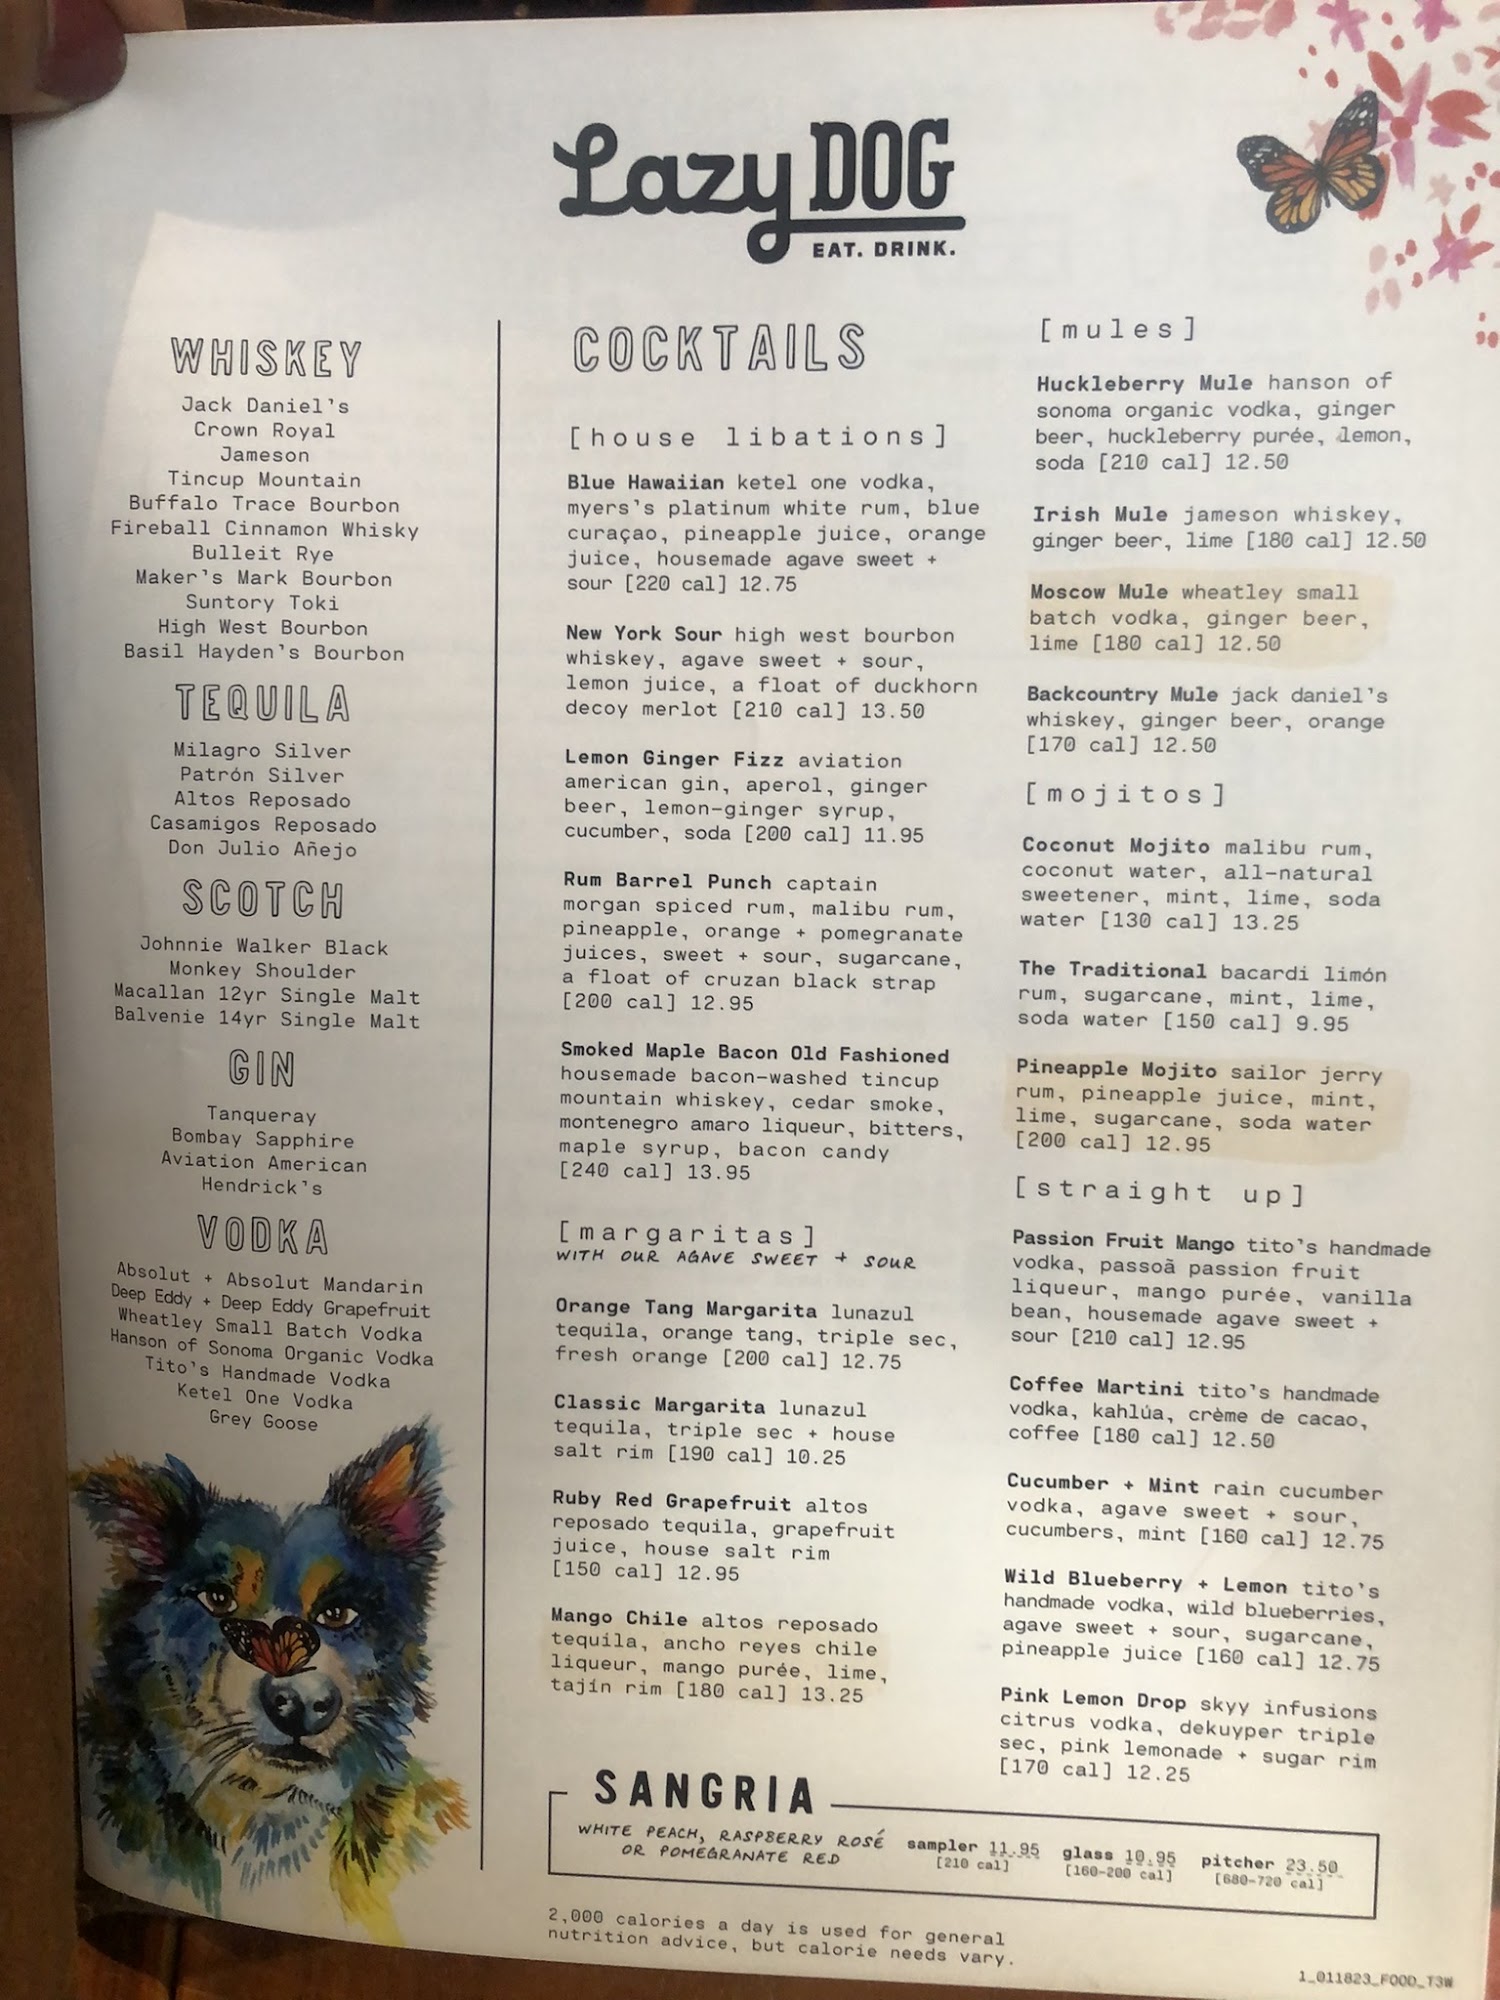 Lazy DOG
EAT. DRINK.
WHISKEY
Jack Daniel's
Crown Royal
Jameson
Tincup Mountain
Buffalo Trace Bourbon
Fireball Cinnamon Whisky
Bulleit Rye
Maker's Mark Bourbon
Suntory Toki
High West Bourbon
Basil Hayden's Bourbon
TEQUILA
Milagro Silver
Patrón Silver
Altos Reposado
Casamigos Reposado
Don Julio Añejo
SCOTCH
Johnnie Walker Black
Monkey Shoulder
Macallan 12yr Single Malt
Balvenie 14yr Single Malt
GIN
Tanqueray
Bombay Sapphire
Aviation American
Hendrick's
VODKA
Absolut + Absolut Mandarin
Deep Eddy + Deep Eddy Grapefruit
Wheatley Small Batch Vodka
Hanson of Sonoma Organic Vodka
Tito's Handmade Vodka
Ketel One Vodka
Grey Goose
COCKTAILS
[house libations]
Blue Hawaiian ketel one vodka,
myers's platinum white rum, blue
curaçao, pineapple juice, orange
juice, housemade agave sweet +
sour [220 cal] 12.75
New York Sour high west bourbon
whiskey, agave sweet + sour,
lemon juice, a float of duckhorn
decoy merlot [210 cal] 13.50
Lemon Ginger Fizz aviation
american gin, aperol, ginger
beer, lemon-ginger syrup,
cucumber, soda [200 cal] 11.95
Rum Barrel Punch captain
morgan spiced rum, malibu rum,
pineapple, orange + pomegranate
juices, sweet + sour, sugarcane,
a float of cruzan black strap
[200 cal] 12.95
Smoked Maple Bacon Old Fashioned
housemade bacon-washed tincup
mountain whiskey, cedar smoke,
montenegro amaro liqueur, bitters,
maple syrup, bacon candy
[240 cal] 13.95
[margaritas]
WITH OUR AGAVE SWEET + SOUR
Orange Tang Margarita lunazul
tequila, orange tang, triple sec,
fresh orange [200 cal] 12.75
Classic Margarita lunazul
tequila, triple sec + house
salt rim [190 cal] 10.25
Ruby Red Grapefruit altos
reposado tequila, grapefruit
juice, house salt rim
[150 cal] 12.95
Mango Chile altos reposado
tequila, ancho reyes chile
liqueur, mango purée, lime,
tajín rim [180 cal] 13.25
[mules]
Huckleberry Mule hanson of
sonoma organic vodka, ginger
beer, huckleberry purée, lemon,
soda [210 cal] 12.50
Irish Mule jameson whiskey,
ginger beer, lime [180 cal] 12.50
Moscow Mule wheatley small
batch vodka, ginger beer,
lime [180 cal] 12.50
Backcountry Mule jack daniel's
whiskey, ginger beer, orange
[170 cal] 12.50
[mojitos]
Coconut Mojito malibu rum,
coconut water, all-natural
sweetener, mint, lime, soda
water [130 cal] 13.25
The Traditional bacardi limón
rum, sugarcane, mint, lime,
soda water [150 cal] 9.95
Pineapple Mojito sailor jerry
rum, pineapple juice, mint,
lime, sugarcane, soda water
[200 cal] 12.95
[straight up]
Passion Fruit Mango tito's handmade
vodka, passoã passion fruit
liqueur, mango purée, vanilla
bean, housemade agave sweet +
sour [210 cal] 12.95
Coffee Martini tito's handmade
vodka, kahlúa, crème de cacao,
coffee [180 cal] 12.50
Cucumber + Mint rain cucumber
vodka, agave sweet + sour,
cucumbers, mint [160 cal] 12.75
Wild Blueberry + Lemon tito's
handmade vodka, wild blueberries,
agave sweet + sour, sugarcane,
pineapple juice [160 cal] 12.75
Pink Lemon Drop skyy infusions
citrus vodka, dekuyper triple
sec, pink lemonade + sugar rim
[170 cal] 12.25
SANGRIA
WHITE PEACH, RASPBERRY ROSÉ
OR POMEGRANATE RED
sampler 11.95
[210 cal]
glass 10.95
[160-200 cal]
pitcher 23.50
[680-720 cal]
2,000 calories a day is used for general
nutrition advice, but calorie needs vary.
1_011823_FOOD_T3W